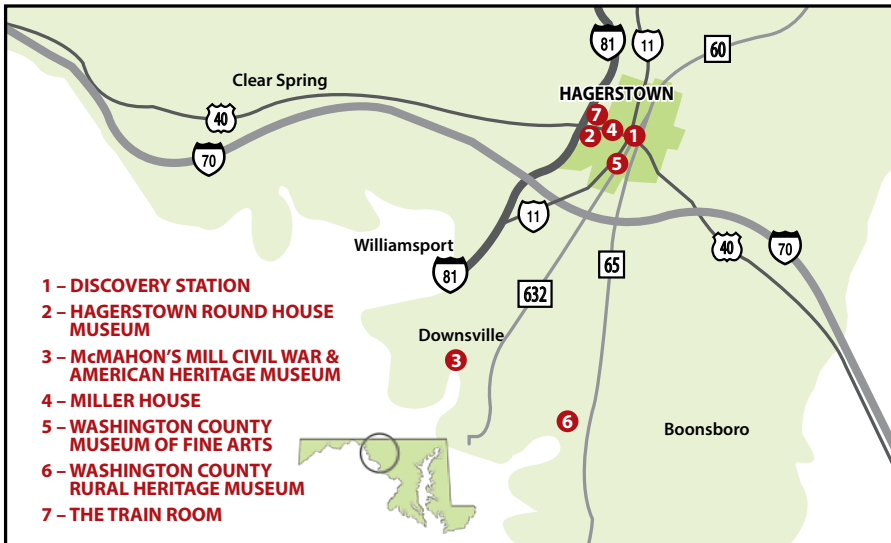 81
11
60
HAGERSTOWN
Clear Spring
7
4
2
1
40
5
70
11
Williamsport
40
70
65
81
632
1 – DISCOVERY STATION
2 – HAGERSTOWN ROUND HOUSE
MUSEUM
3 – McMAHON'S MILL CIVIL WAR &
AMERICAN HERITAGE MUSEUM
4 – MILLER HOUSE
5 – WASHINGTON COUNTY
MUSEUM OF FINE ARTS
6 – WASHINGTON COUNTY
RURAL HERITAGE MUSEUM
7 – THE TRAIN ROOM
Downsville
3
6
Boonsboro